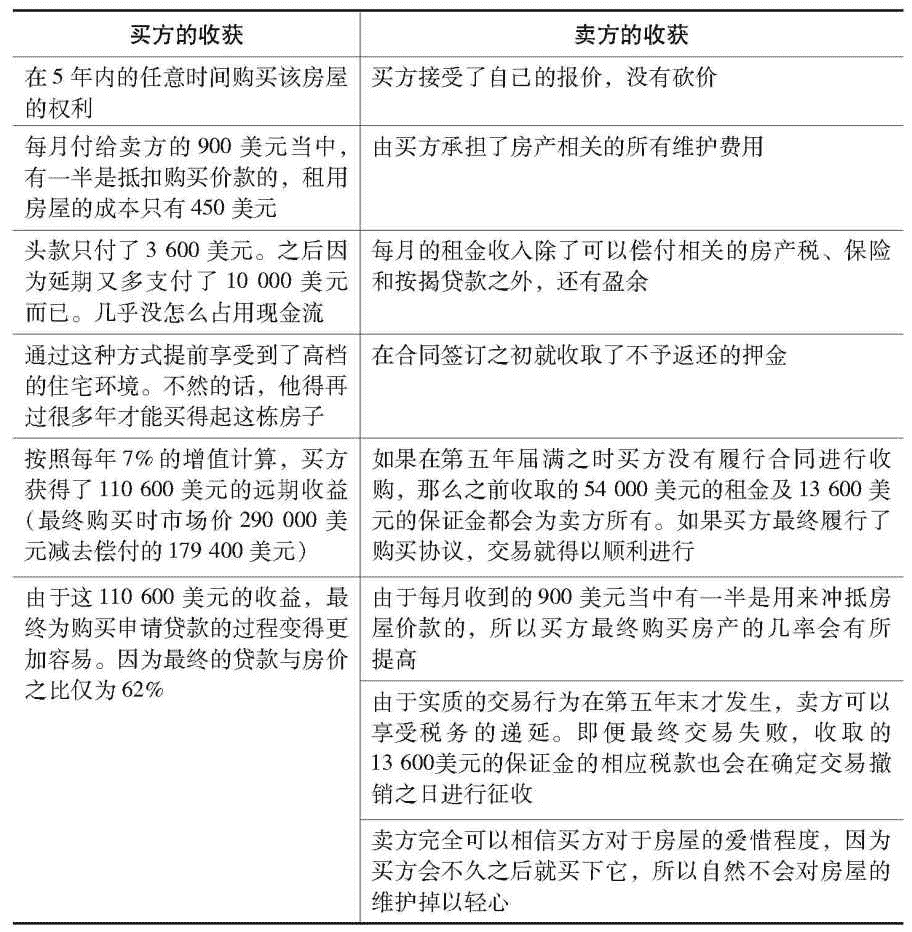 买方的收获
卖方的收获
在5年内的任意时间购买该房屋
的权利
买方接受了自己的报价，没有砍价
每月付给卖方的900 美元当中，
有一半是抵扣购买价款的，租用
房屋的成本只有450 美元
由买方承担了房产相关的所有维护费用
头款只付了3 600美元。之后因
为延期又多支付了10 000美元
而已。几乎没怎么占用现金流
每月的租金收入除了可以偿付相关的房产税、保险
和按揭贷款之外，还有盈余
通过这种方式提前享受到了高档
的住宅环境。不然的话，他得再
过很多年才能买得起这栋房子
在合同签订之初就收取了不予返还的押金
按照每年7%的增值计算，买方
获得了110 600美元的远期收益
（最终购买时市场价290 000美
元减去偿付的179 400美元）
如果在第五年届满之时买方没有履行合同进行收
购，那么之前收取的54 000美元的租金及13 600美
元的保证金都会为卖方所有。如果买方最终履行了
购买协议，交易就得以顺利进行
由于这110 600美元的收益，最
终为购买申请贷款的过程变得更
加容易。因为最终的贷款与房价
之比仅为62%
由于每月收到的900美元当中有一半是用来冲抵房
屋价款的，所以买方最终购买房产的几率会有所
提高
由于实质的交易行为在第五年末才发生，卖方可以
享受税务的递延。即便最终交易失败，收取的
13 600美元的保证金的相应税款也会在确定交易撤
销之日进行征收
卖方完全可以相信买方对于房屋的爱惜程度，因为
买方会不久之后就买下它，所以自然不会对房屋的
维护掉以轻心